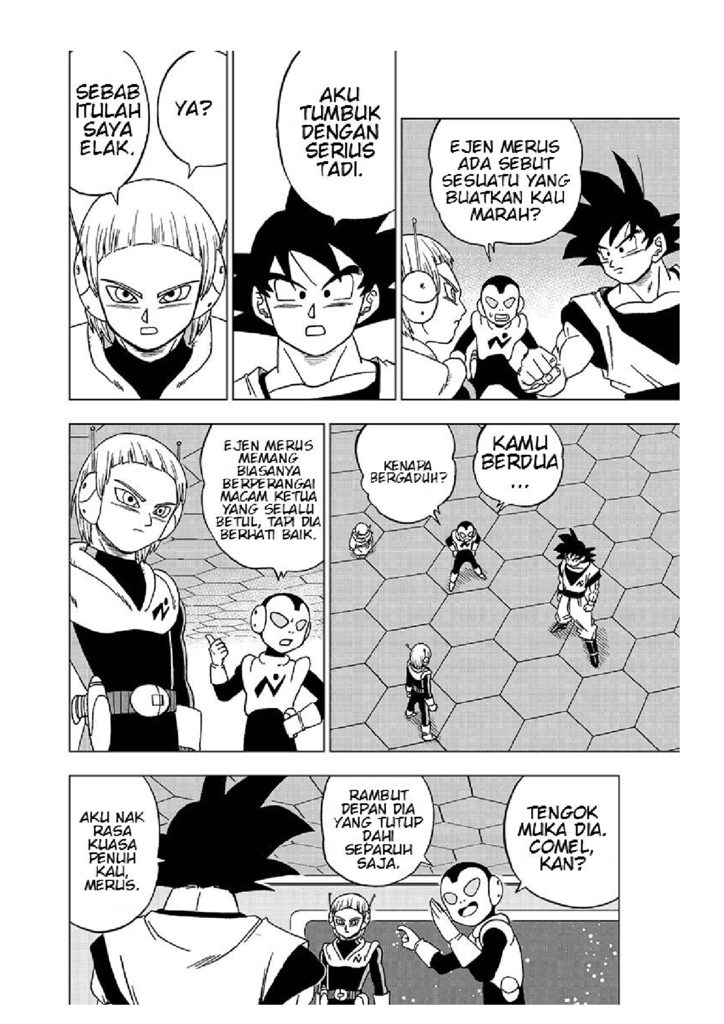 EJEN MERUS
ADA SEBUT
SESUATU YANG
BUATKAN KAU
MARAH?
AKU
TUMBUK
DENGAN
SERIUS
TADI.
YA?
SEBAB
ITULAH
SAYA
ELAK.
KAMU
BERDUA
...
KENAPA
BERGADUH?
EJEN MERUS
MEMANG
BIASANYA
BERPERANGAI
MACAM KETUA
YANG SELALU
BETUL, TAPI DIA
BERHATI BAIK.
TENGOK
MUKA DIA.
COMEL,
KAN?
RAMBUT
DEPAN DIA
YANG TUTUP
DAHI
SEPARUH
SAJA.
AKU NAK
RASA
KUASA
PENUH
KAU,
MERUS.